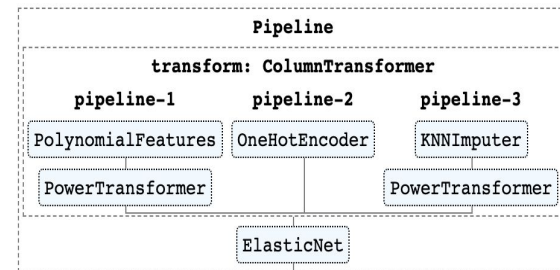 Pipeline
transform: ColumnTransformer
pipeline-1 pipeline-2 pipeline-3
PolynomialFeatures OneHotEncoder KNNImputer
PowerTransformer PowerTransformer
ElasticNet